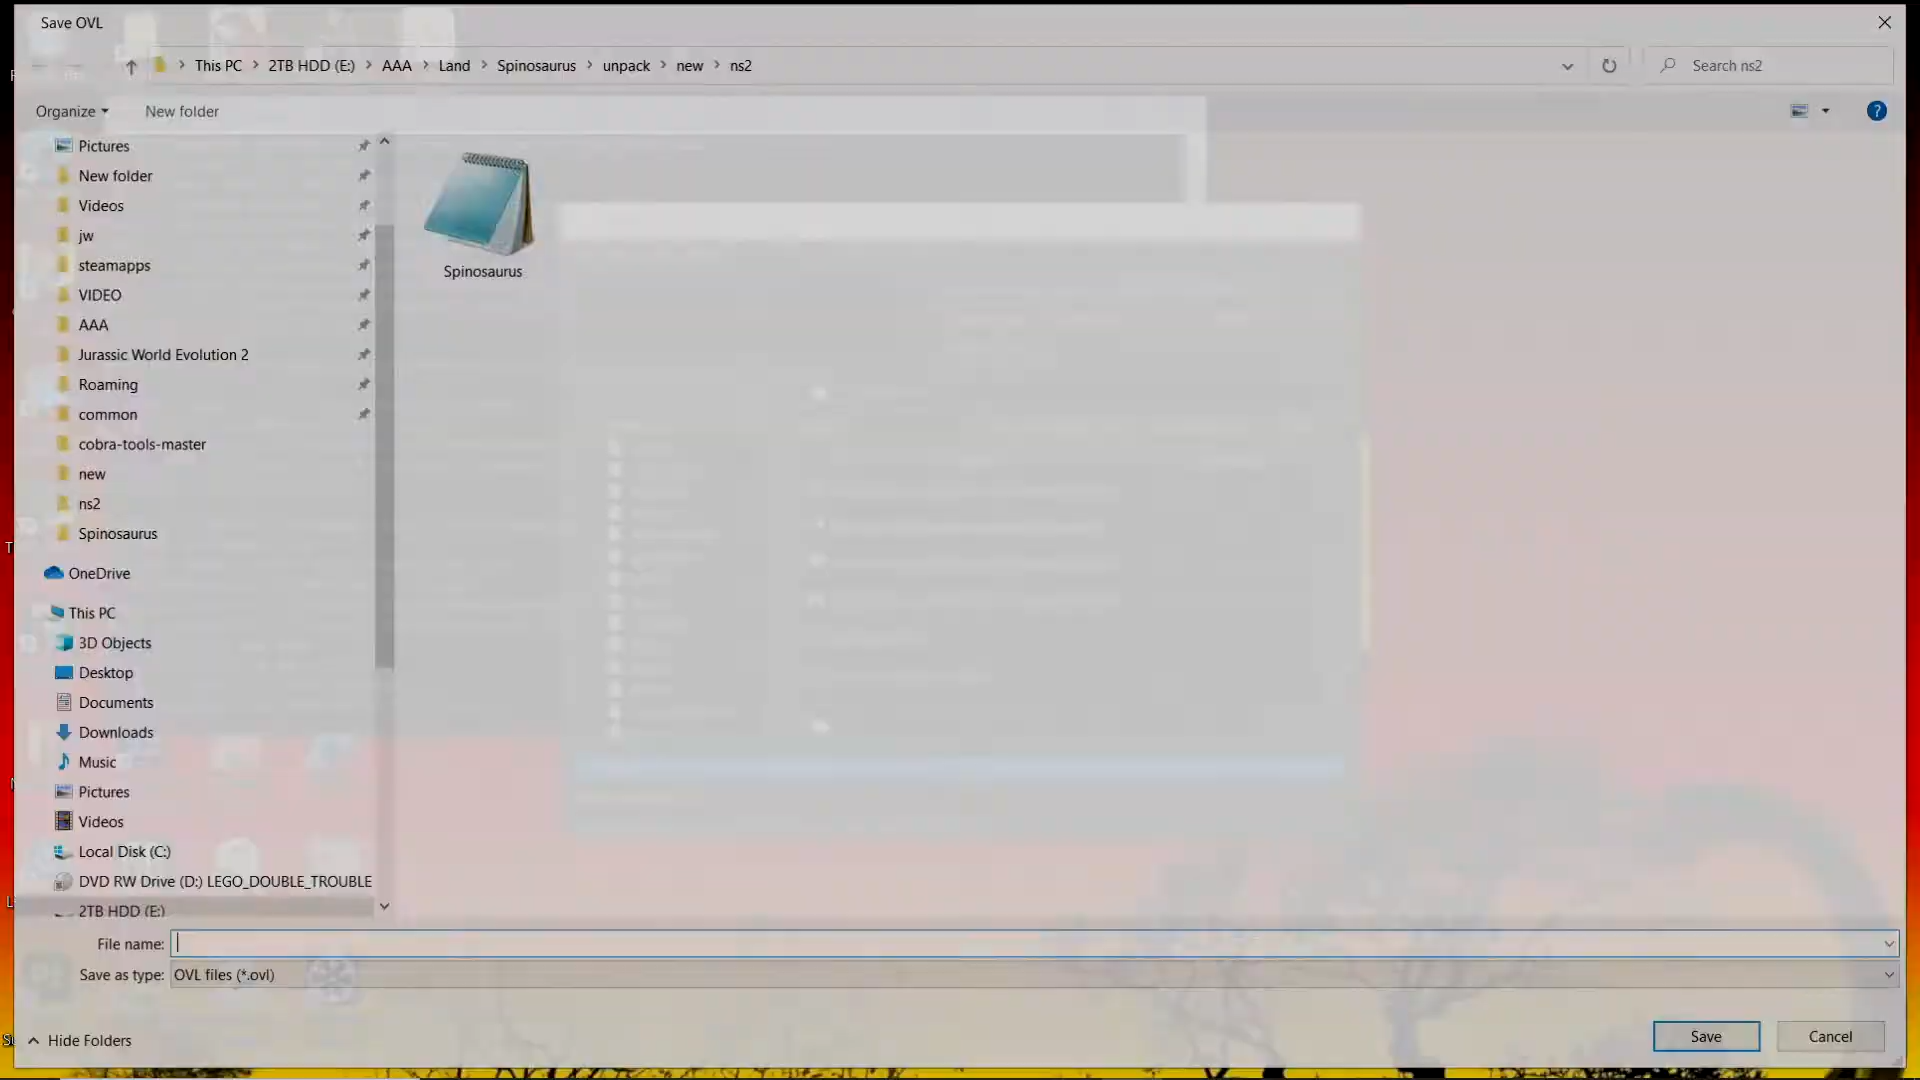 Save OVL
This PC > 2TB HDD (E:) > AAA > Land > Spinosaurus > unpack > new > ns2
Search ns2
Organize
New folder
Pictures
New folder
Videos
jw
steamapps
VIDEO
AAA
Jurassic World Evolution 2
Roaming
common
cobra-tools-master
new
ns2
Spinosaurus
OneDrive
This PC
3D Objects
Desktop
Documents
Downloads
Music
Pictures
Videos
Local Disk (C:)
DVD RW Drive (D:) LEGO_DOUBLE_TROUBLE
2TB HDD (E:)
Spinosaurus
File name:
Save as type: OVL files (*.ovl)
Hide Folders
Save
Cancel